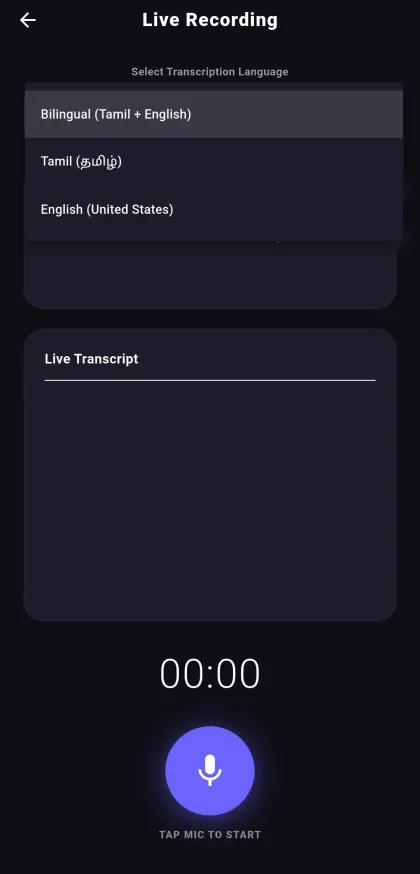 Live Recording
Select Transcription Language
Bilingual (Tamil + English)
Tamil (தமிழ்)
English (United States)
Live Transcript
00:00
TAP MIC TO START